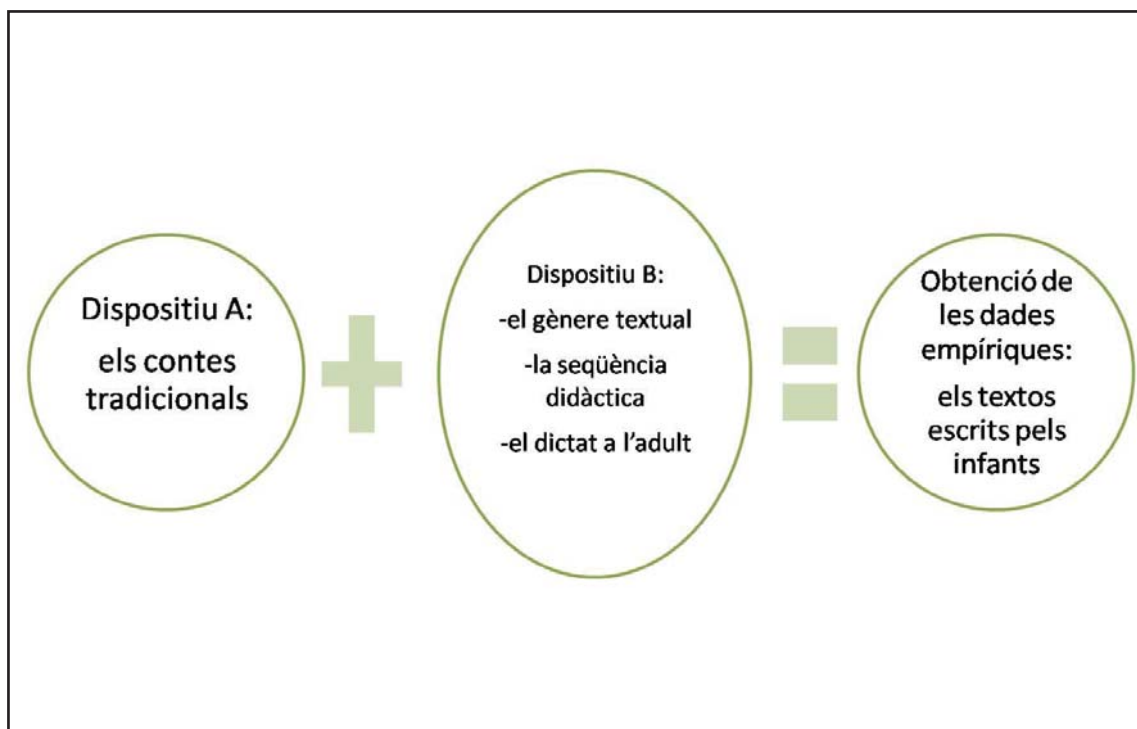 Dispositiu A:
els contes
tradicionals
Dispositiu B:
-el gènere textual
-la seqüència
didàctica
-el dictat a l'adult
Obtenció de
les dades
empíriques:
els textos
escrits pels
infants